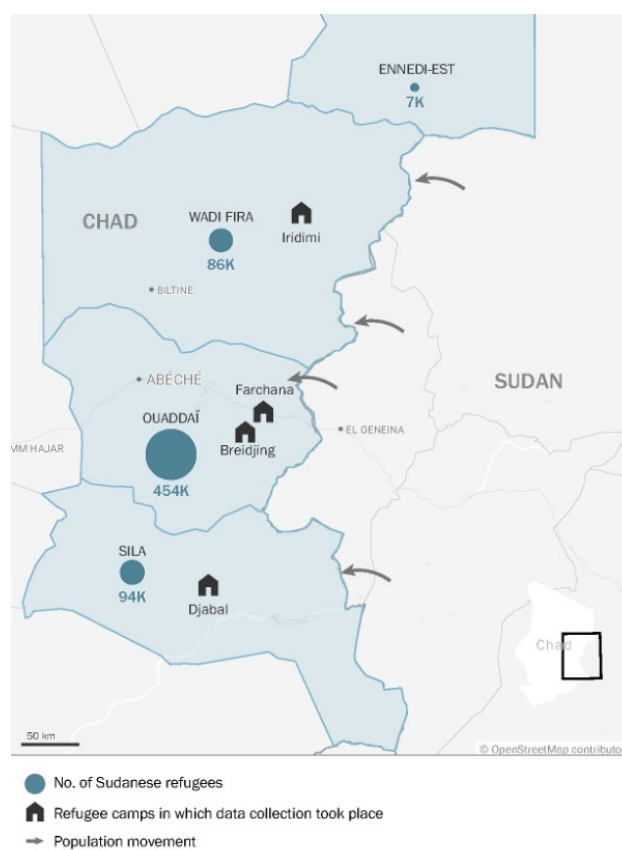 ENNEDI-EST
7K
CHAD
WADI FIRA
86K
Iridimi
BILTINE
ABÉCHÉ
SUDAN
Farchana
OUADDAÏ
Breidjing
EL GENEINA
MM HAJAR
454K
SILA
94K
Djabal
Chad
50 km
© OpenStreetMap contributo
No. of Sudanese refugees
Refugee camps in which data collection took place
Population movement